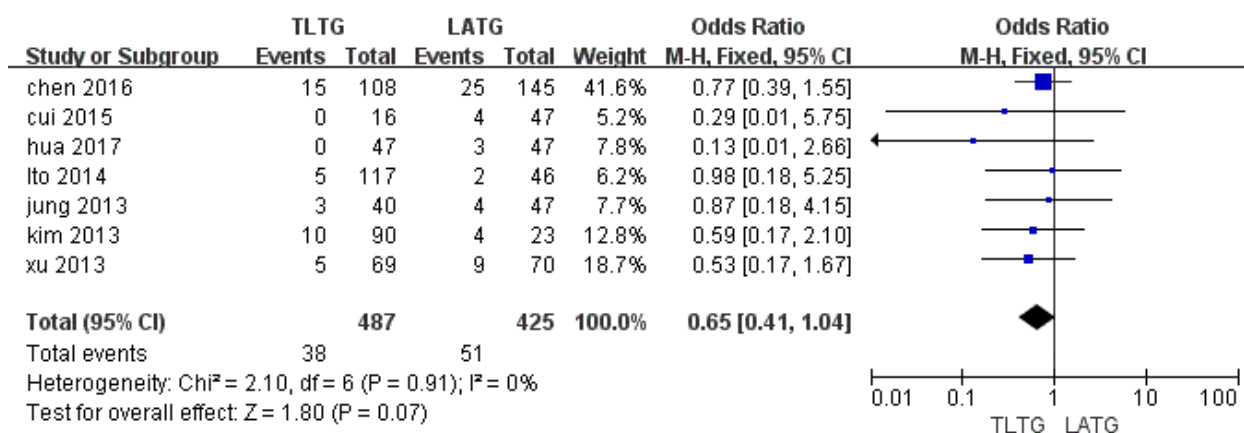 TLTG LATG Odds Ratio Odds Ratio
Study or Subgroup Events Total Events Total Weight M-H, Fixed, 95% CI M-H, Fixed, 95% CI
chen 2016 15 108 25 145 41.6% 0.77 [0.39, 1.55]
cui 2015 0 16 4 47 5.2% 0.29 [0.01, 5.75]
hua 2017 0 47 3 47 7.8% 0.13 [0.01, 2.66]
Ito 2014 5 117 2 46 6.2% 0.98 [0.18, 5.25]
jung 2013 3 40 4 47 7.7% 0.87 [0.18, 4.15]
kim 2013 10 90 4 23 12.8% 0.59 [0.17, 2.10]
xu 2013 5 69 9 70 18.7% 0.53 [0.17, 1.67]
Total (95% CI) 487 425 100.0% 0.65 [0.41, 1.04]
Total events 38 51
Heterogeneity: Chi² = 2.10, df = 6 (P = 0.91); I² = 0%
Test for overall effect: Z = 1.80 (P = 0.07)
0.01 0.1 1 10 100
TLTG LATG